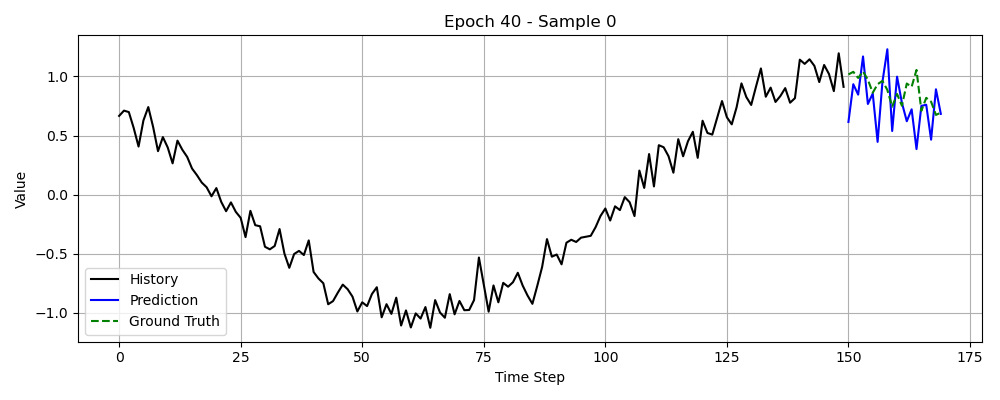 Epoch 40 - Sample 0
Value
1.0
0.5
0.0
−0.5
−1.0
History
Prediction
Ground Truth
0 25 50 75 100 125 150 175
Time Step